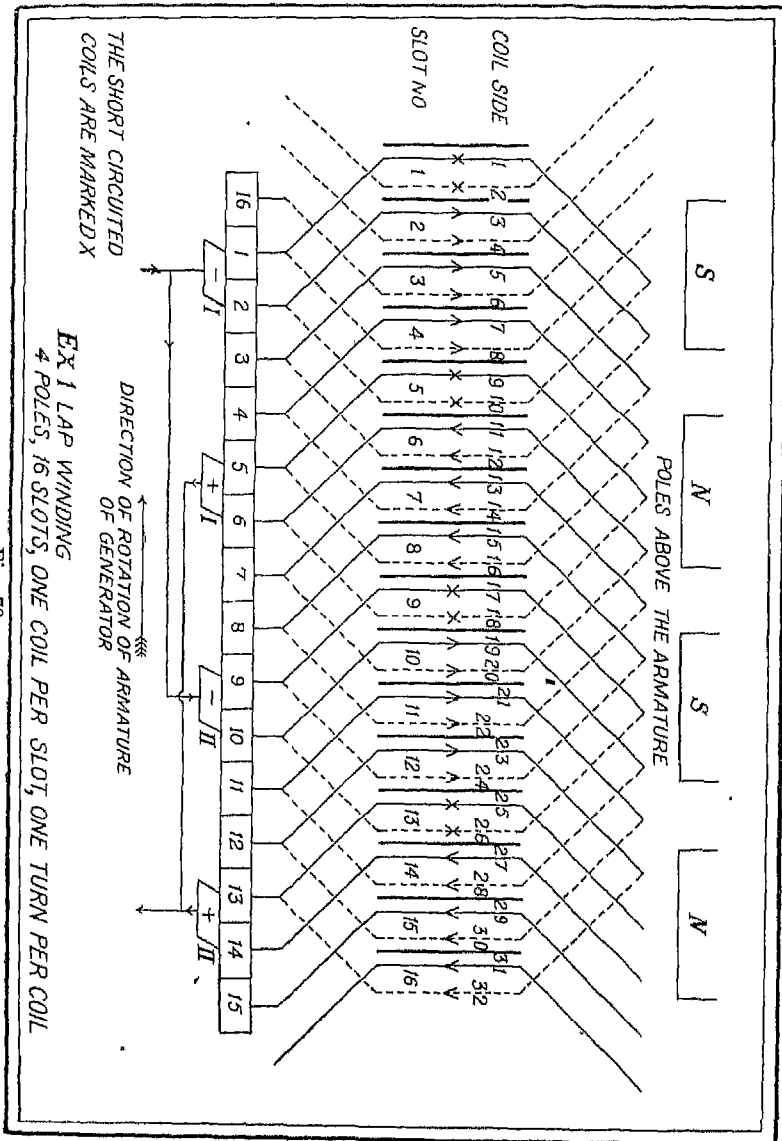 S N S N
POLES ABOVE THE ARMATURE
COIL SIDE 1 2 3 4 5 6 7 8 9 10 11 12 13 14 15 16 17 18 19 20 21 22 23 24 25 26 27 28 29 30 31 32
SLOT NO 1 2 3 4 5 6 7 8 9 10 11 12 13 14 15 16
16 1 2 3 4 5 6 7 8 9 10 11 12 13 14 15
- + - +
I I II II
DIRECTION OF ROTATION OF ARMATURE
OF GENERATOR
THE SHORT CIRCUITED
COILS ARE MARKED X
EX 1 LAP WINDING
4 POLES, 16 SLOTS, ONE COIL PER SLOT, ONE TURN PER COIL